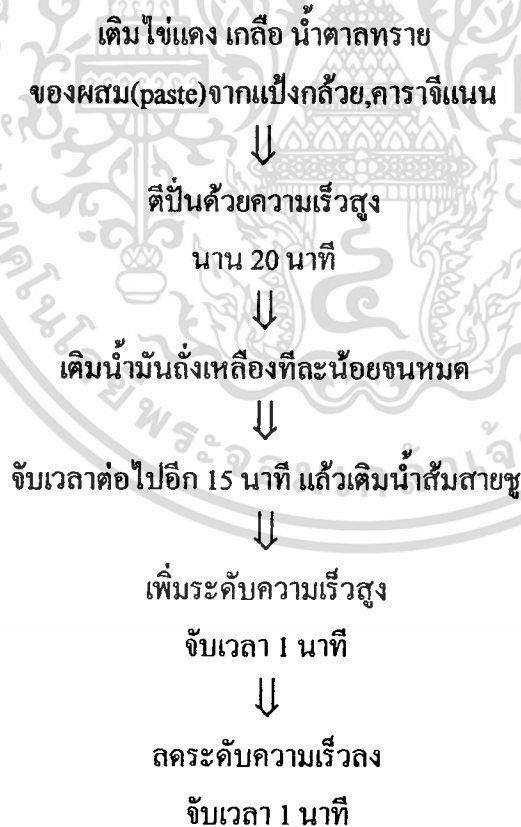 เติมไข่แดง เกลือ น้ำตาลทราย
ของผสม(paste)จากแป้งกล้วย,คาราจีแนน
⇓
ตีปั่นด้วยความเร็วสูง
นาน 20 นาที
⇓
เติมน้ำมันถั่งเหลืองทีละน้อยจนหมด
⇓
จับเวลาต่อไปอีก 15 นาที แล้วเติมน้ำส้มสายชู
⇓
เพิ่มระดับความเร็วสูง
จับเวลา 1 นาที
⇓
ลดระดับความเร็วลง
จับเวลา 1 นาที